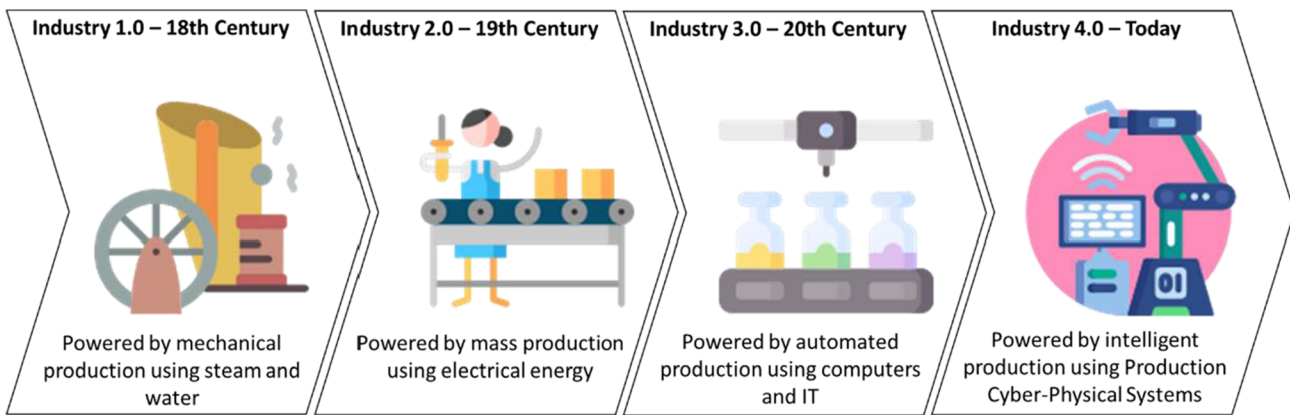 Industry 1.0 – 18th Century
Powered by mechanical
production using steam and
water
Industry 2.0 – 19th Century
Powered by mass production
using electrical energy
Industry 3.0 – 20th Century
Powered by automated
production using computers
and IT
Industry 4.0 – Today
01
Powered by intelligent
production using Production
Cyber-Physical Systems